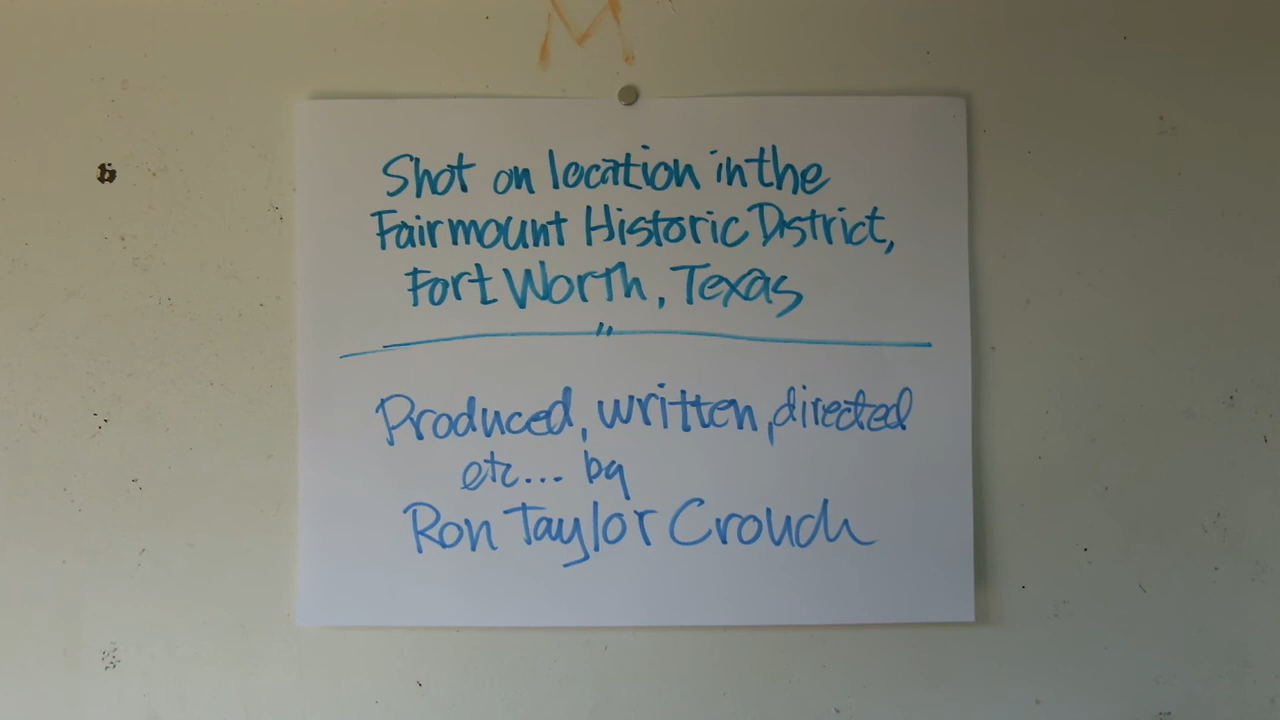 M
Shot on location in the
Fairmount Historic District,
Fort Worth, Texas
Produced, written, directed
etc... by
Ron Taylor Crouch